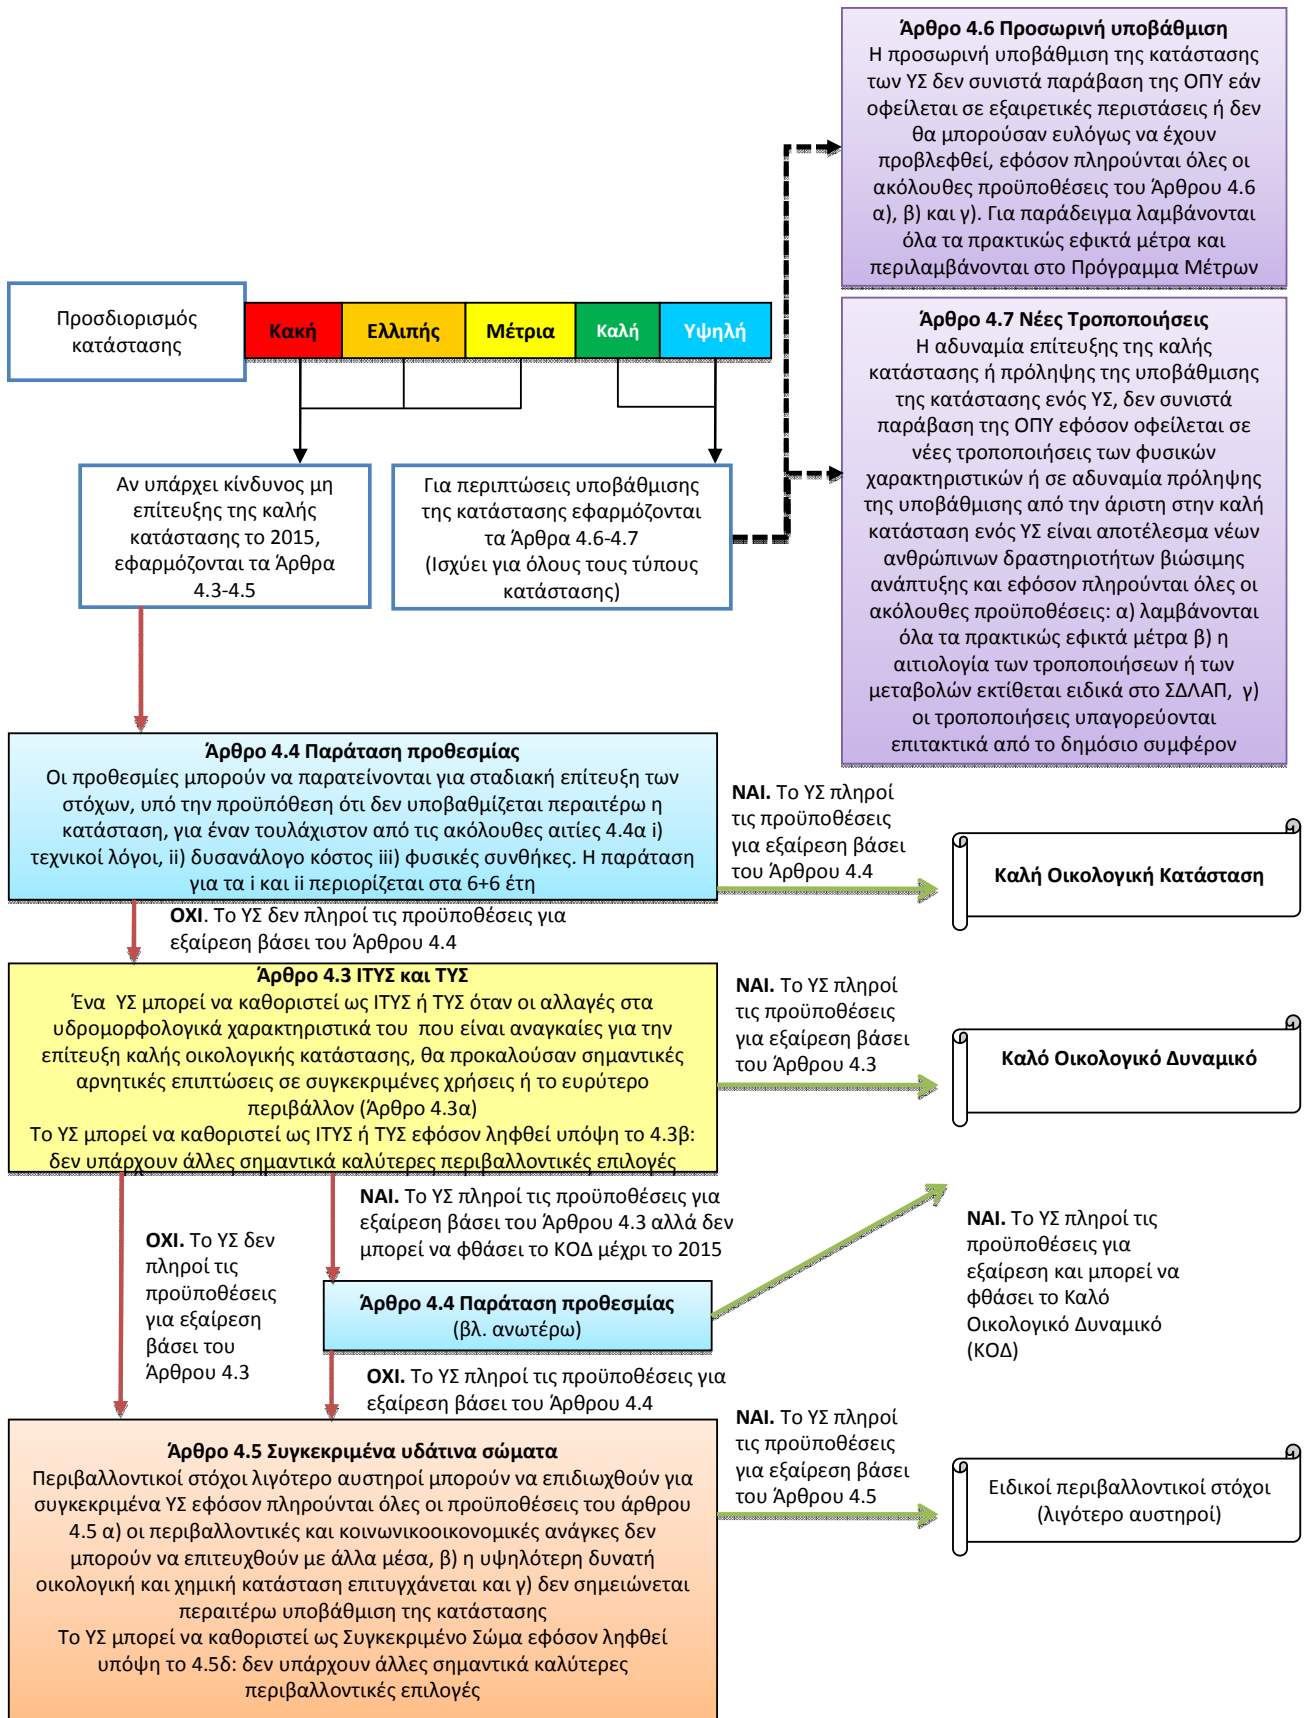 Άρθρο 4.6 Προσωρινή υποβάθμιση
Η προσωρινή υποβάθμιση της κατάστασης
των ΥΣ δεν συνιστά παράβαση της ΟΠΥ εάν
οφείλεται σε εξαιρετικές περιστάσεις ή δεν
θα μπορούσαν ευλόγως να έχουν
προβλεφθεί, εφόσον πληρούνται όλες οι
ακόλουθες προϋποθέσεις του Άρθρου 4.6
α), β) και γ). Για παράδειγμα λαμβάνονται
όλα τα πρακτικώς εφικτά μέτρα και
περιλαμβάνονται στο Πρόγραμμα Μέτρων
Προσδιορισμός
κατάστασης
Κακή
Ελλιπής
Μέτρια
Καλή
Υψηλή
Άρθρο 4.7 Νέες Τροποποιήσεις
Η αδυναμία επίτευξης της καλής
κατάστασης ή πρόληψης της υποβάθμισης
της κατάστασης ενός ΥΣ, δεν συνιστά
παράβαση της ΟΠΥ εφόσον οφείλεται σε
νέες τροποποιήσεις των φυσικών
χαρακτηριστικών ή σε αδυναμία πρόληψης
της υποβάθμισης από την άριστη στην καλή
κατάσταση ενός ΥΣ είναι αποτέλεσμα νέων
ανθρώπινων δραστηριοτήτων βιώσιμης
ανάπτυξης και εφόσον πληρούνται όλες οι
ακόλουθες προϋποθέσεις: α) λαμβάνονται
όλα τα πρακτικώς εφικτά μέτρα β) η
αιτιολογία των τροποποιήσεων ή των
μεταβολών εκτίθεται ειδικά στο ΣΔΛΑΠ, γ)
οι τροποποιήσεις υπαγορεύονται
επιτακτικά από το δημόσιο συμφέρον
Αν υπάρχει κίνδυνος μη
επίτευξης της καλής
κατάστασης το 2015,
εφαρμόζονται τα Άρθρα
4.3-4.5
Για περιπτώσεις υποβάθμισης
της κατάστασης εφαρμόζονται
τα Άρθρα 4.6-4.7
(Ισχύει για όλους τους τύπους
κατάστασης)
Άρθρο 4.4 Παράταση προθεσμίας
Οι προθεσμίες μπορούν να παρατείνονται για σταδιακή επίτευξη των
στόχων, υπό την προϋπόθεση ότι δεν υποβαθμίζεται περαιτέρω η
κατάσταση, για έναν τουλάχιστον από τις ακόλουθες αιτίες 4.4α i)
τεχνικοί λόγοι, ii) δυσανάλογο κόστος iii) φυσικές συνθήκες. Η παράταση
για τα i και ii περιορίζεται στα 6+6 έτη
ΝΑΙ. Το ΥΣ πληροί
τις προϋποθέσεις
για εξαίρεση βάσει
του Άρθρου 4.4
Καλή Οικολογική Κατάσταση
ΟΧΙ. Το ΥΣ δεν πληροί τις προϋποθέσεις για
εξαίρεση βάσει του Άρθρου 4.4
Άρθρο 4.3 ΙΤΥΣ και ΤΥΣ
Ένα ΥΣ μπορεί να καθοριστεί ως ΙΤΥΣ ή ΤΥΣ όταν οι αλλαγές στα
υδρομορφολογικά χαρακτηριστικά του που είναι αναγκαίες για την
επίτευξη καλής οικολογικής κατάστασης, θα προκαλούσαν σημαντικές
αρνητικές επιπτώσεις σε συγκεκριμένες χρήσεις ή το ευρύτερο
περιβάλλον (Άρθρο 4.3α)
Το ΥΣ μπορεί να καθοριστεί ως ΙΤΥΣ ή ΤΥΣ εφόσον ληφθεί υπόψη το 4.3β:
δεν υπάρχουν άλλες σημαντικά καλύτερες περιβαλλοντικές επιλογές
ΝΑΙ. Το ΥΣ πληροί
τις προϋποθέσεις
για εξαίρεση βάσει
του Άρθρου 4.3
Καλό Οικολογικό Δυναμικό
ΟΧΙ. Το ΥΣ δεν
πληροί τις
προϋποθέσεις
για εξαίρεση
βάσει του
Άρθρου 4.3
ΝΑΙ. Το ΥΣ πληροί τις προϋποθέσεις για
εξαίρεση βάσει του Άρθρου 4.3 αλλά δεν
μπορεί να φθάσει το ΚΟΔ μέχρι το 2015
Άρθρο 4.4 Παράταση προθεσμίας
(βλ. ανωτέρω)
ΝΑΙ. Το ΥΣ πληροί τις
προϋποθέσεις για
εξαίρεση και μπορεί να
φθάσει το Καλό
Οικολογικό Δυναμικό
(ΚΟΔ)
ΟΧΙ. Το ΥΣ πληροί τις προϋποθέσεις για
εξαίρεση βάσει του Άρθρου 4.4
Άρθρο 4.5 Συγκεκριμένα υδάτινα σώματα
Περιβαλλοντικοί στόχοι λιγότερο αυστηροί μπορούν να επιδιωχθούν για
συγκεκριμένα ΥΣ εφόσον πληρούνται όλες οι προϋποθέσεις του άρθρου
4.5 α) οι περιβαλλοντικές και κοινωνικοοικονομικές ανάγκες δεν
μπορούν να επιτευχθούν με άλλα μέσα, β) η υψηλότερη δυνατή
οικολογική και χημική κατάσταση επιτυγχάνεται και γ) δεν σημειώνεται
περαιτέρω υποβάθμιση της κατάστασης
Το ΥΣ μπορεί να καθοριστεί ως Συγκεκριμένο Σώμα εφόσον ληφθεί
υπόψη το 4.5δ: δεν υπάρχουν άλλες σημαντικά καλύτερες
περιβαλλοντικές επιλογές
ΝΑΙ. Το ΥΣ πληροί
τις προϋποθέσεις
για εξαίρεση βάσει
του Άρθρου 4.5
Ειδικοί περιβαλλοντικοί στόχοι
(λιγότερο αυστηροί)